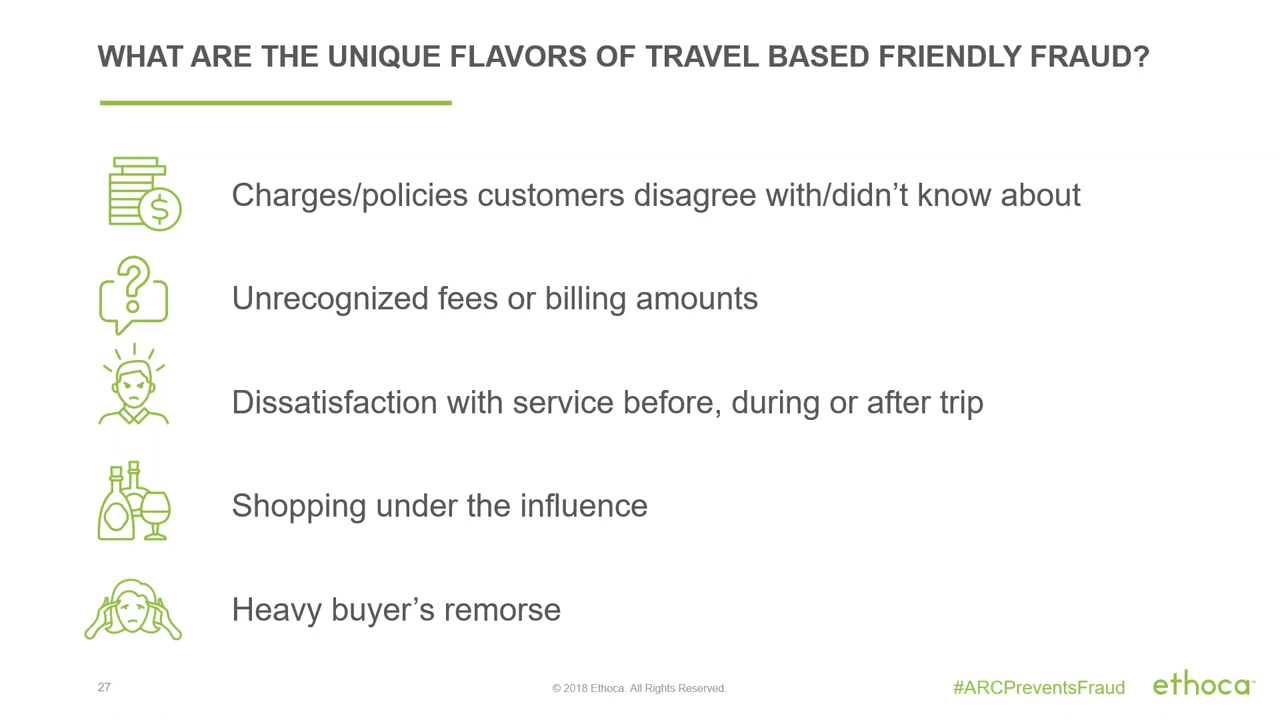 WHAT ARE THE UNIQUE FLAVORS OF TRAVEL BASED FRIENDLY FRAUD?
Charges/policies customers disagree with/didn’t know about
Unrecognized fees or billing amounts
Dissatisfaction with service before, during or after trip
Shopping under the influence
Heavy buyer’s remorse
27
© 2018 Ethoca. All Rights Reserved.
#ARCPreventsFraud
ethoca™